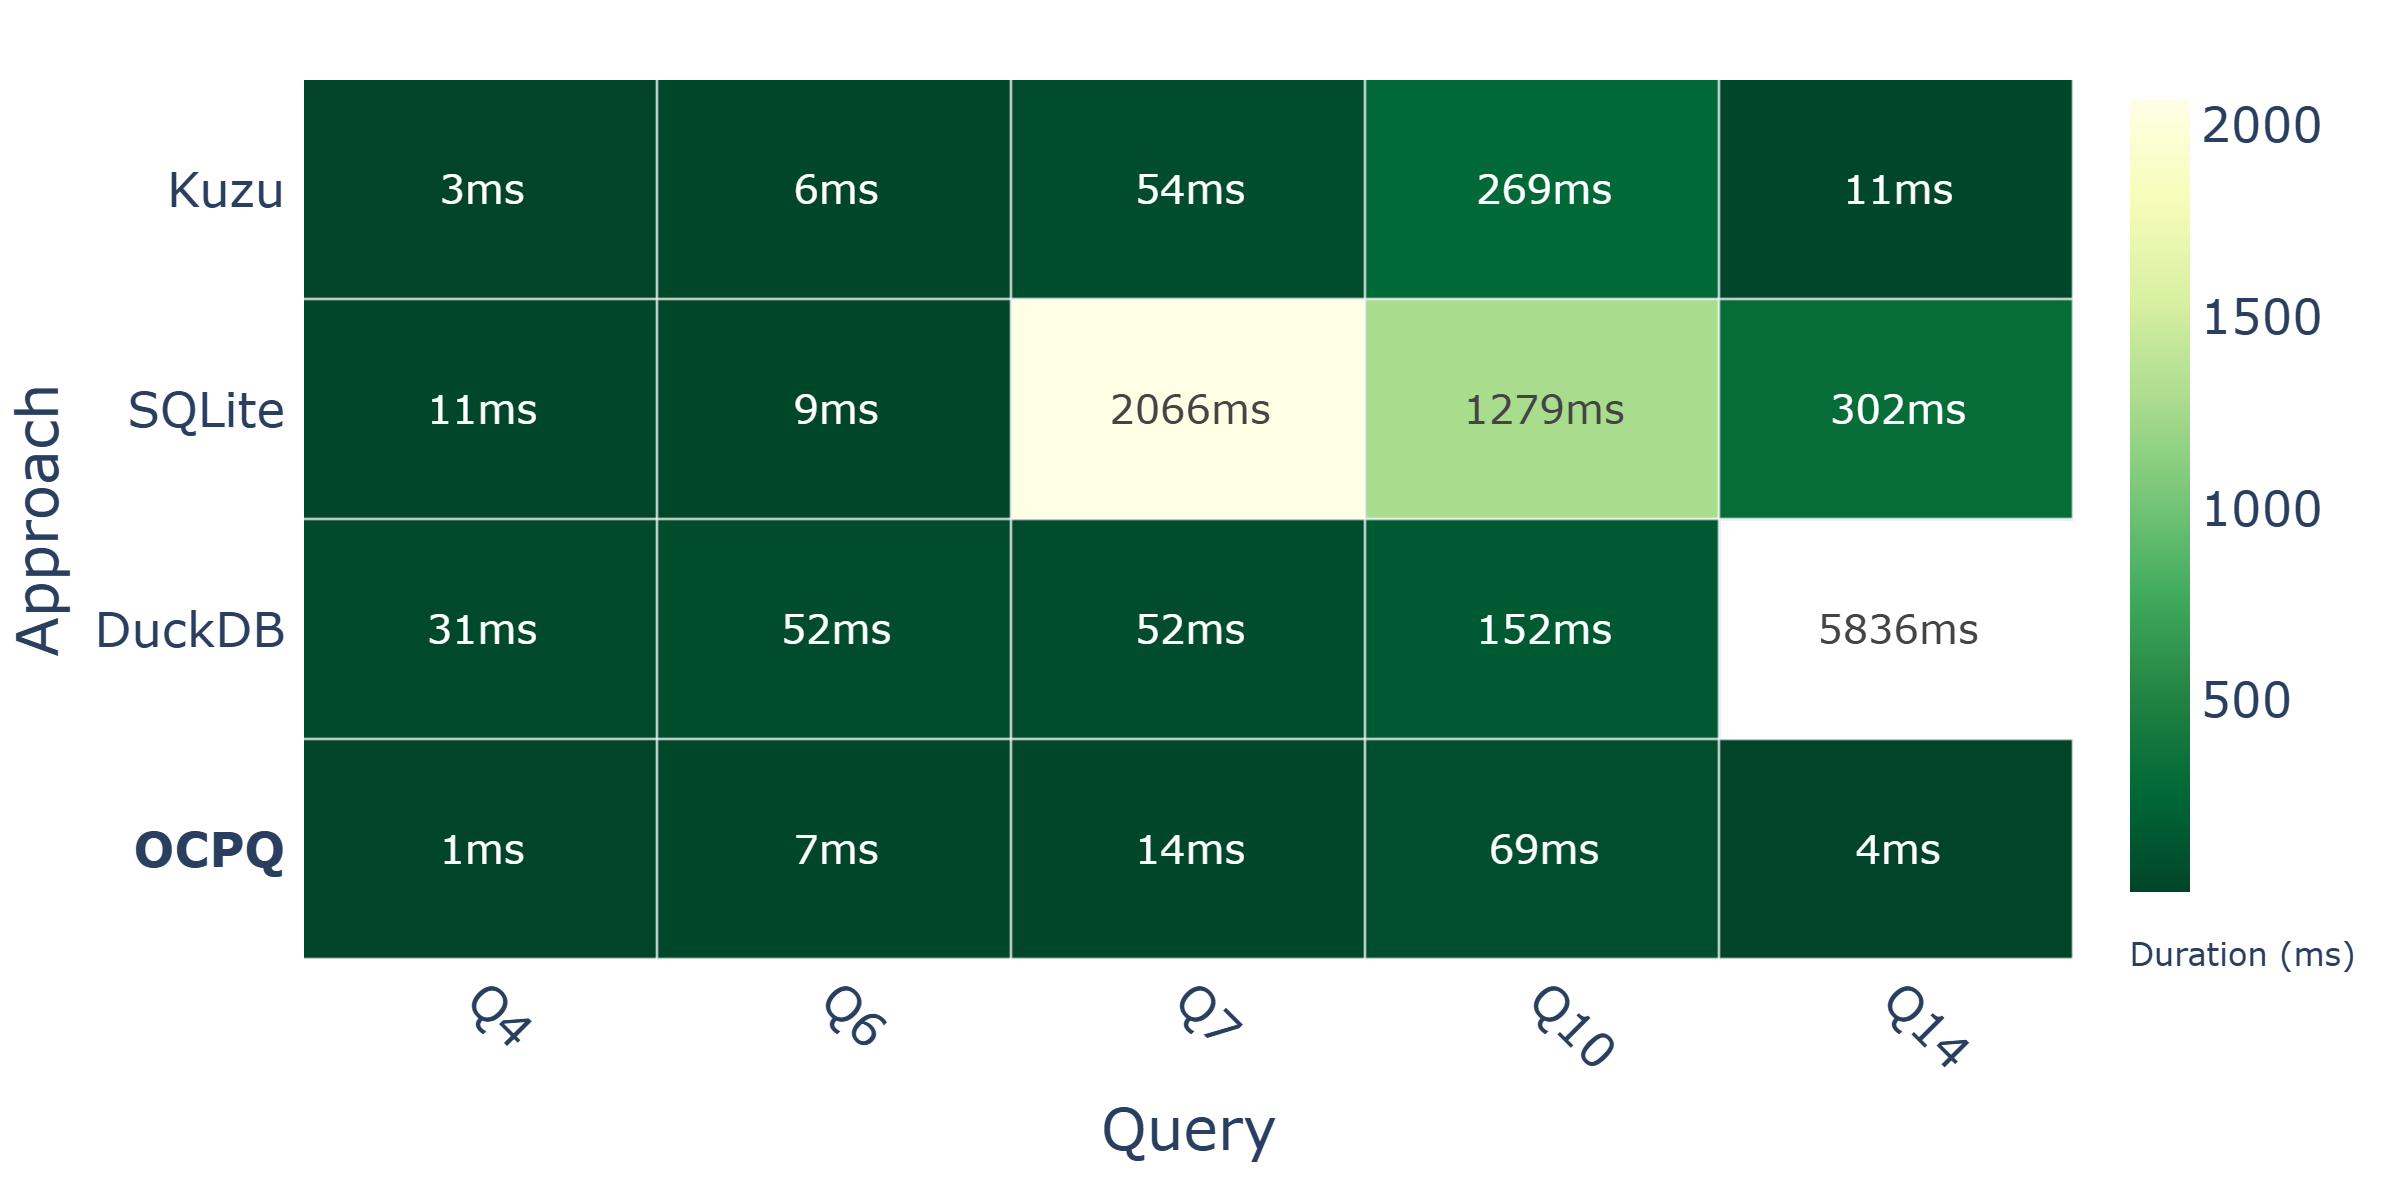 Approach
Kuzu 3ms 6ms 54ms 269ms 11ms
SQLite 11ms 9ms 2066ms 1279ms 302ms
DuckDB 31ms 52ms 52ms 152ms 5836ms
OCPQ 1ms 7ms 14ms 69ms 4ms
Q4 Q6 Q7 Q10 Q14
Query
2000
1500
1000
500
Duration (ms)